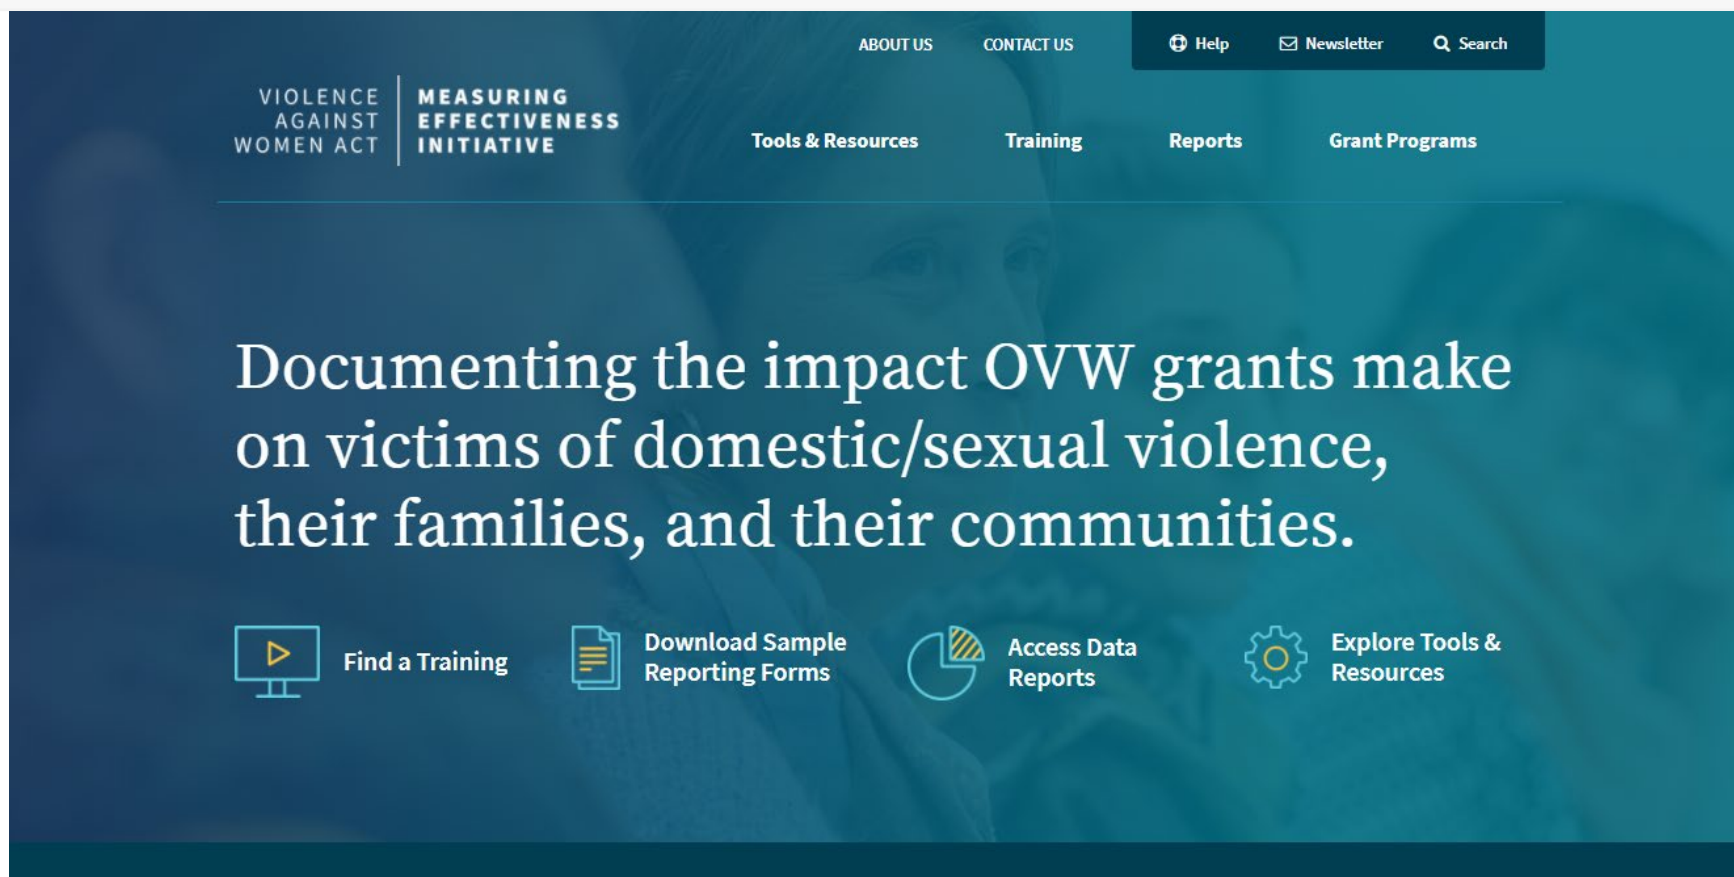 ABOUT US CONTACT US Help Newsletter Search
VIOLENCE
AGAINST
WOMEN ACT
MEASURING
EFFECTIVENESS
INITIATIVE
Tools & Resources Training Reports Grant Programs
Documenting the impact OVW grants make
on victims of domestic/sexual violence,
their families, and their communities.
Find a Training
Download Sample
Reporting Forms
Access Data
Reports
Explore Tools &
Resources